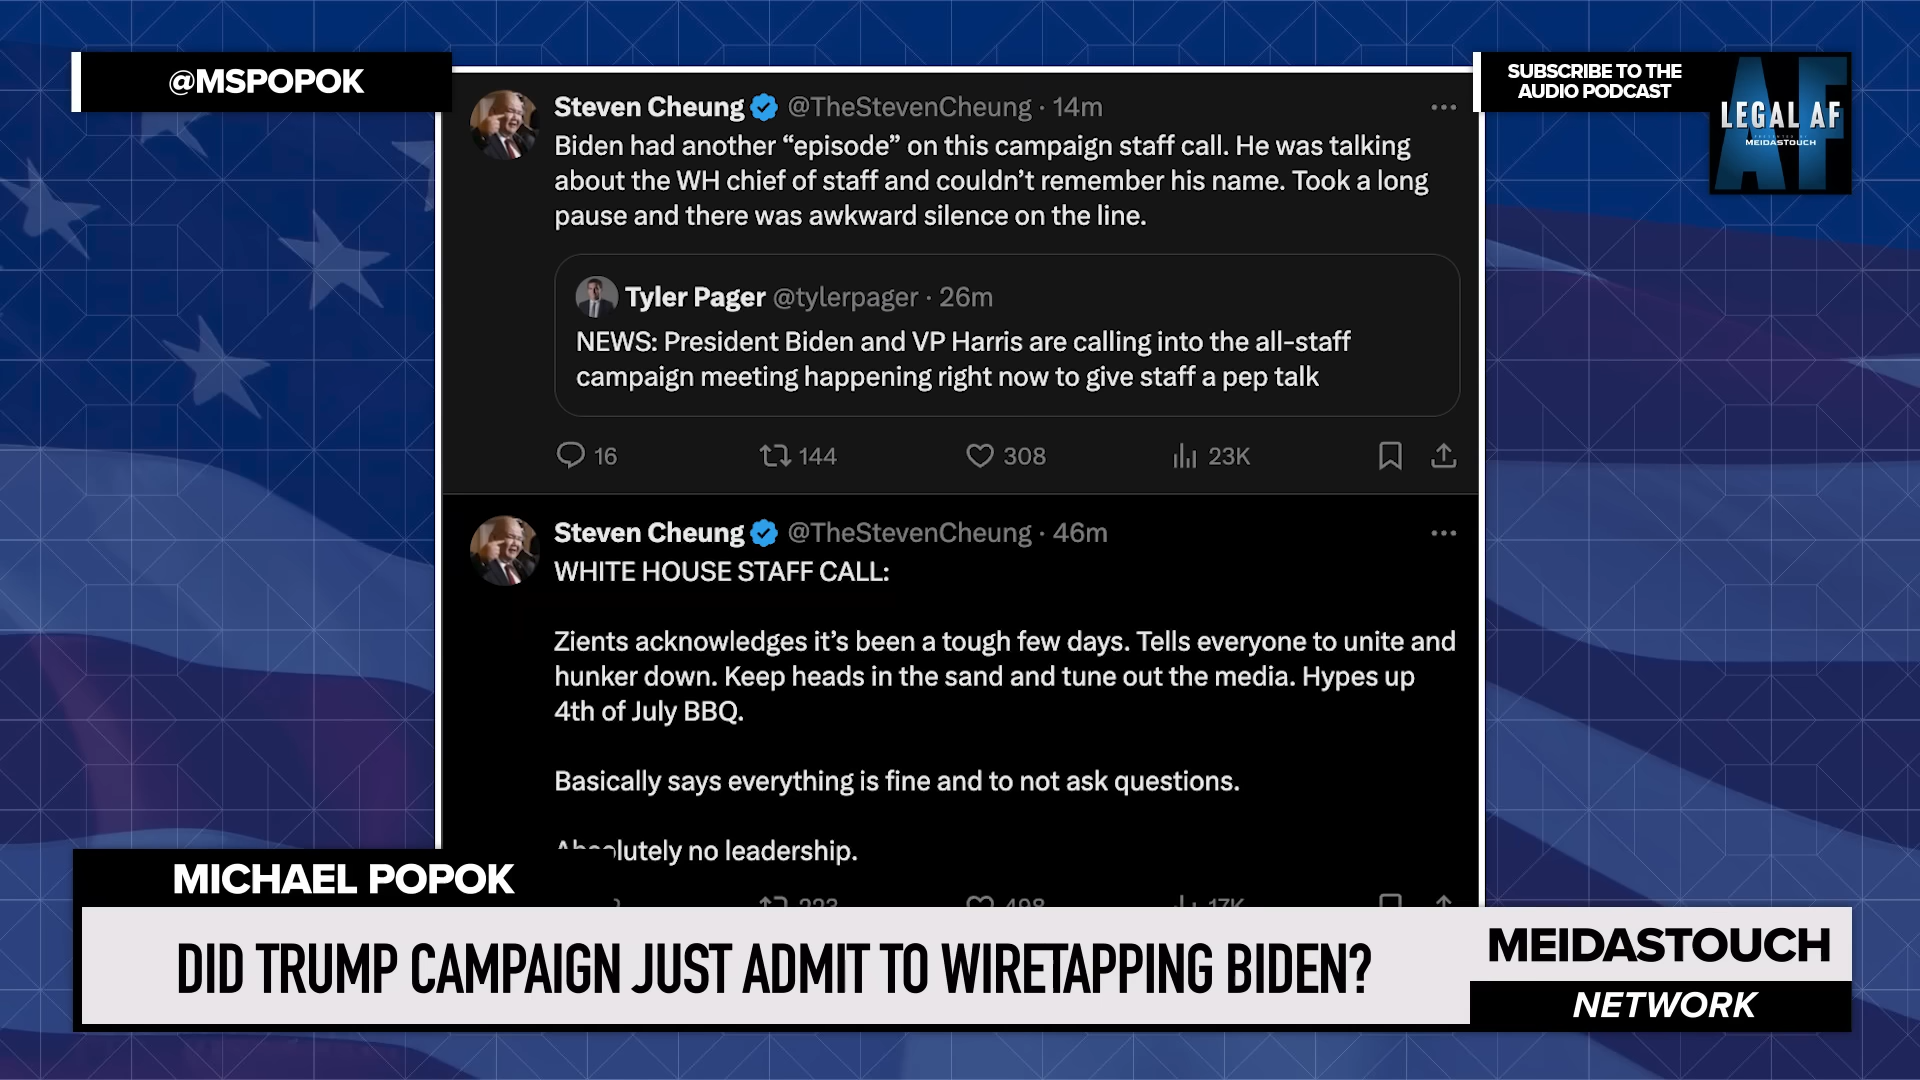 @MSPOPOK
SUBSCRIBE TO THE
AUDIO PODCAST
LEGAL AF
PRESENTED BY
MEIDASTOUCH
Steven Cheung @TheStevenCheung · 14m
Biden had another “episode” on this campaign staff call. He was talking
about the WH chief of staff and couldn’t remember his name. Took a long
pause and there was awkward silence on the line.
Tyler Pager @tylerpager · 26m
NEWS: President Biden and VP Harris are calling into the all-staff
campaign meeting happening right now to give staff a pep talk
16 144 308 23K
Steven Cheung @TheStevenCheung · 46m
WHITE HOUSE STAFF CALL:
Zients acknowledges it’s been a tough few days. Tells everyone to unite and
hunker down. Keep heads in the sand and tune out the media. Hypes up
4th of July BBQ.
Basically says everything is fine and to not ask questions.
Absolutely no leadership.
223 498 17K
MICHAEL POPOK
DID TRUMP CAMPAIGN JUST ADMIT TO WIRETAPPING BIDEN?
MEIDASTOUCH
NETWORK